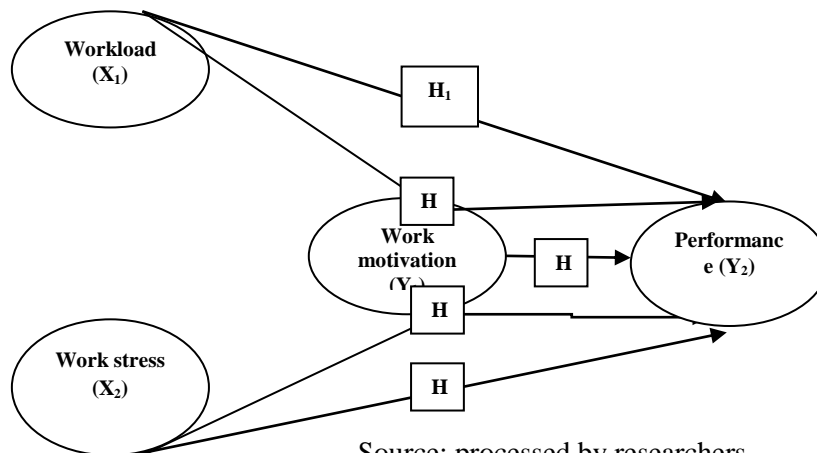 Workload
(X₁)
H₁
H
Work
motivation
H
Performanc
e (Y₂)
H
Work stress
(X₂)
H
Source: processed by researchers